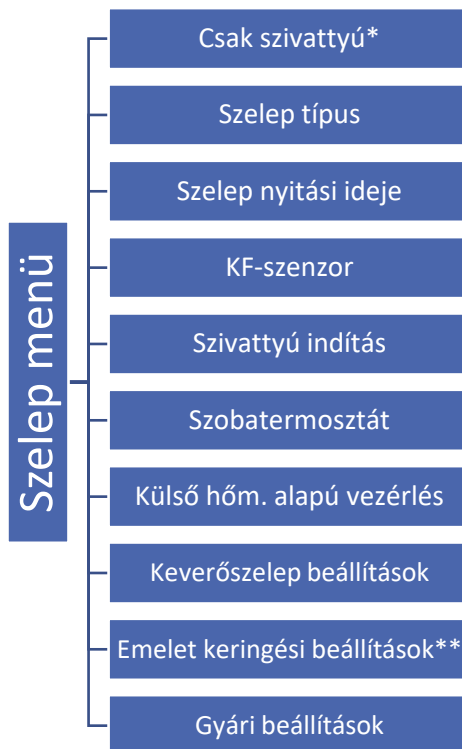 Szelep menü
Csak szivattyú*
Szelep típus
Szelep nyitási ideje
KF-szenzor
Szivattyú indítás
Szobatermosztát
Külső hőm. alapú vezérlés
Keverőszelep beállítások
Emelet keringési beállítások**
Gyári beállítások